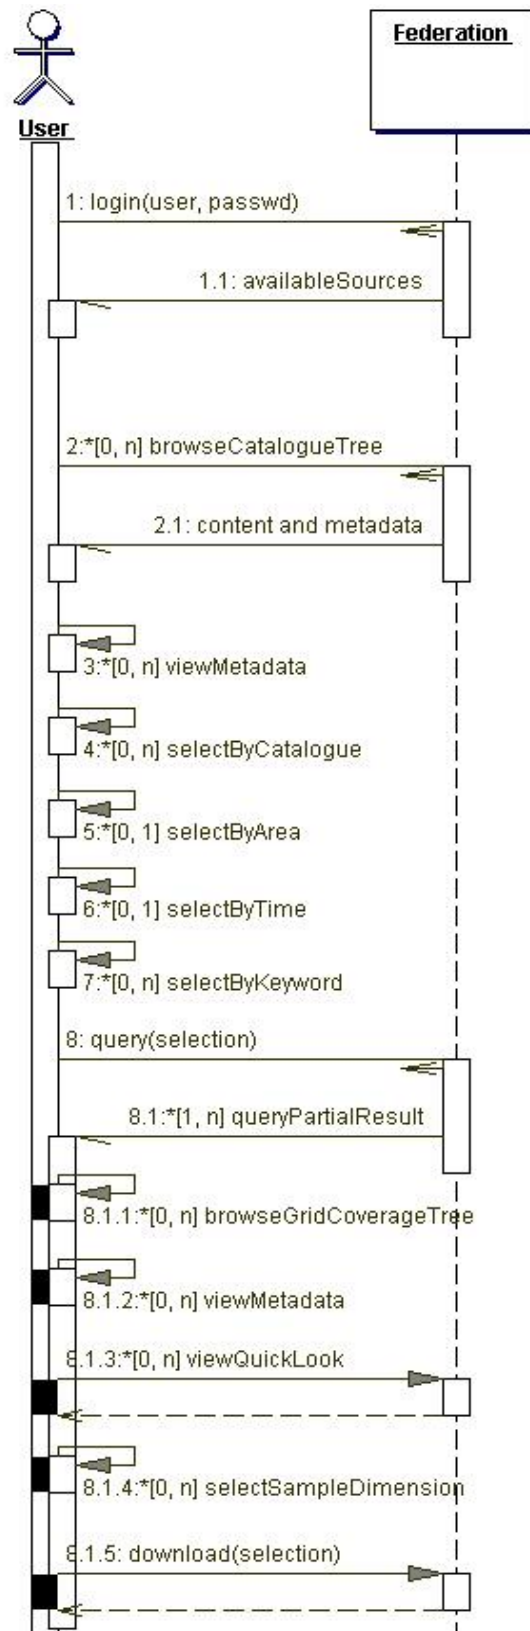 Federation
User
1: login(user, passwd)
1.1: availableSources
2:*[0, n] browseCatalogueTree
2.1: content and metadata
3:*[0, n] viewMetadata
4:*[0, n] selectByCatalogue
5:*[0, 1] selectByArea
6:*[0, 1] selectByTime
7:*[0, n] selectByKeyword
8: query(selection)
8.1:*[1, n] queryPartialResult
8.1.1:*[0, n] browseGridCoverageTree
8.1.2:*[0, n] viewMetadata
8.1.3:*[0, n] viewQuickLook
8.1.4:*[0, n] selectSampleDimension
8.1.5: download(selection)